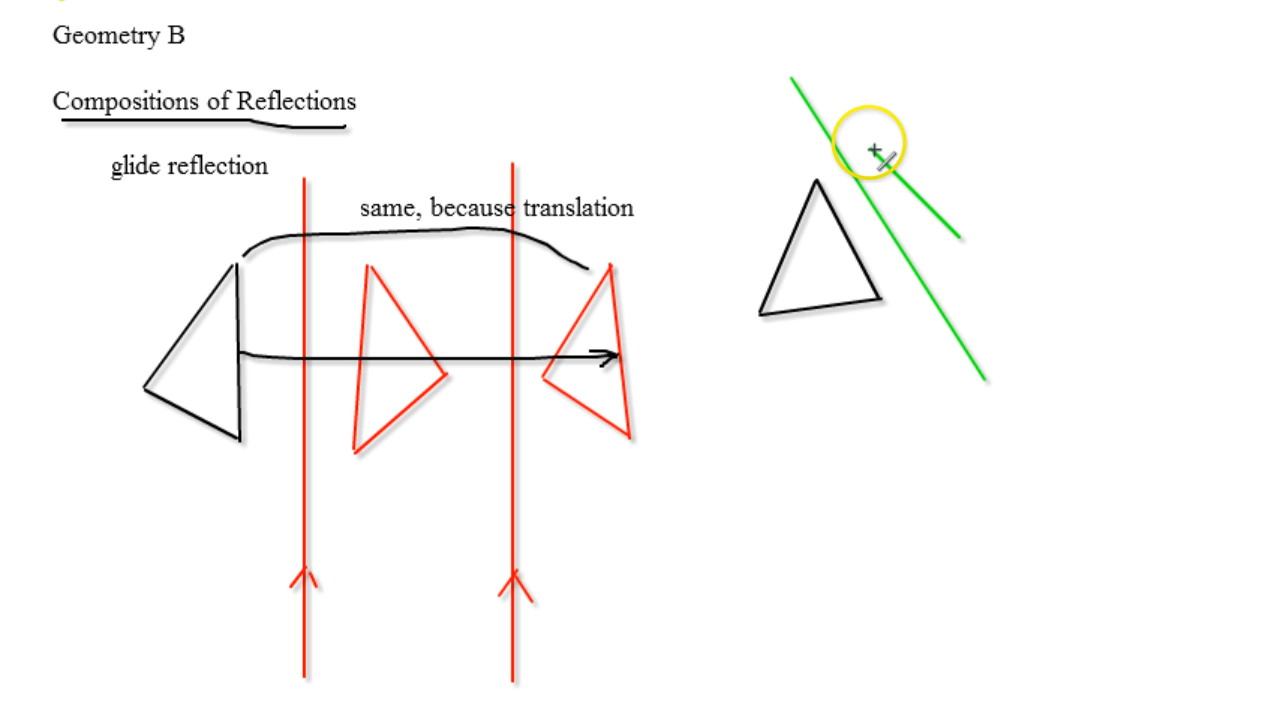 Geometry B
Compositions of Reflections
glide reflection
same, because translation